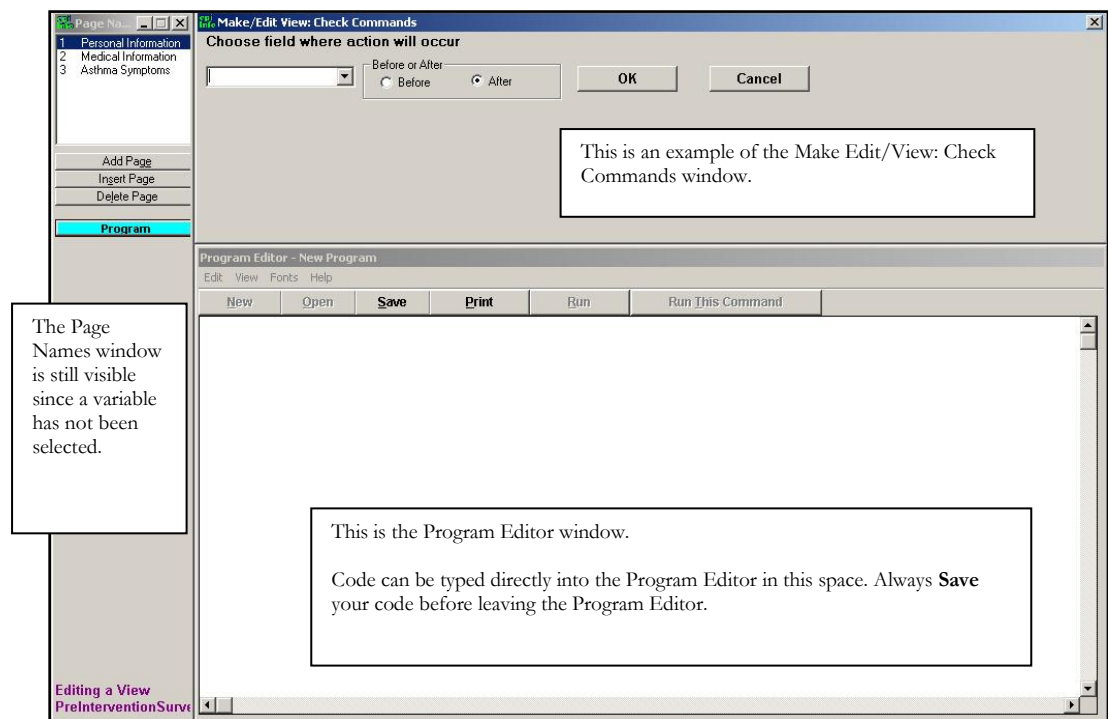 Page Na...
Make/Edit View: Check Commands
1 Personal Information
2 Medical Information
3 Asthma Symptoms
Choose field where action will occur
Before or After
Before
After
OK
Cancel
Add Page
Insert Page
Delete Page
Program
This is an example of the Make Edit/View: Check
Commands window.
Program Editor - New Program
Edit View Fonts Help
New Open Save Print Run Run This Command
The Page
Names window
is still visible
since a variable
has not been
selected.
This is the Program Editor window.
Code can be typed directly into the Program Editor in this space. Always Save
your code before leaving the Program Editor.
Editing a View
PreInterventionSurve